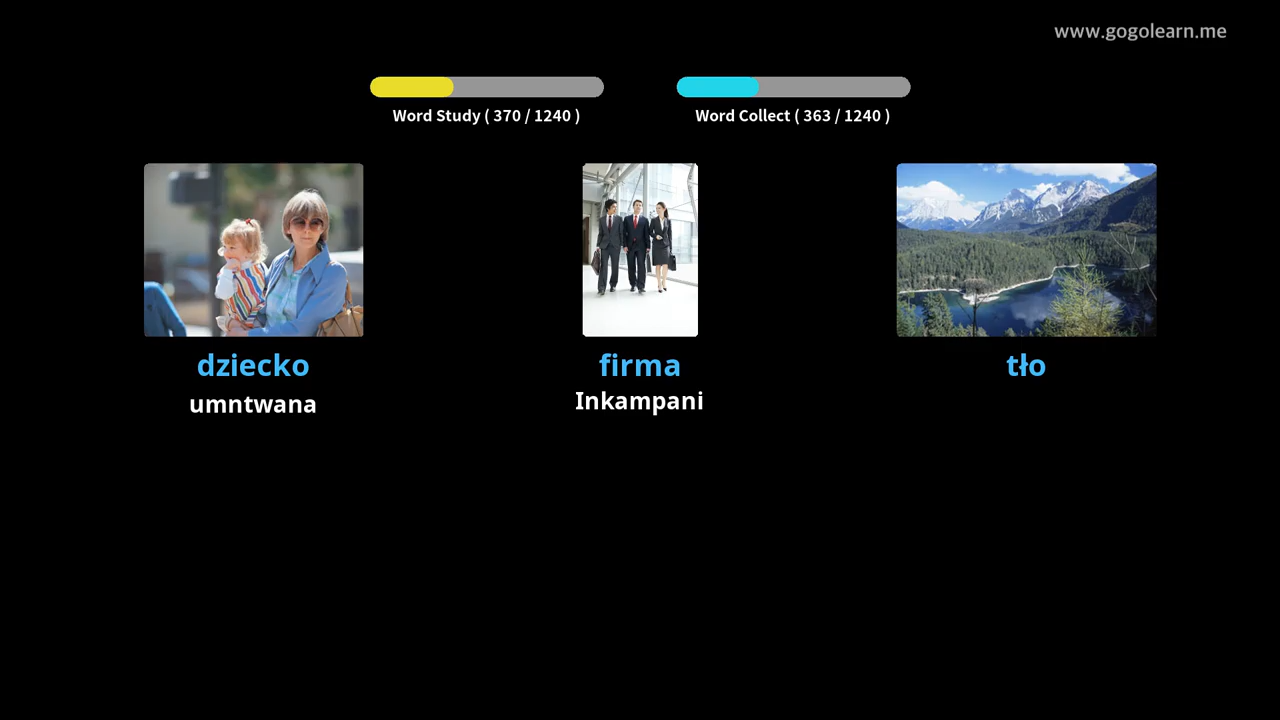 www.gogolearn.me
Word Study ( 370 / 1240 )
Word Collect ( 363 / 1240 )
dziecko
umntwana
firma
Inkampani
tło